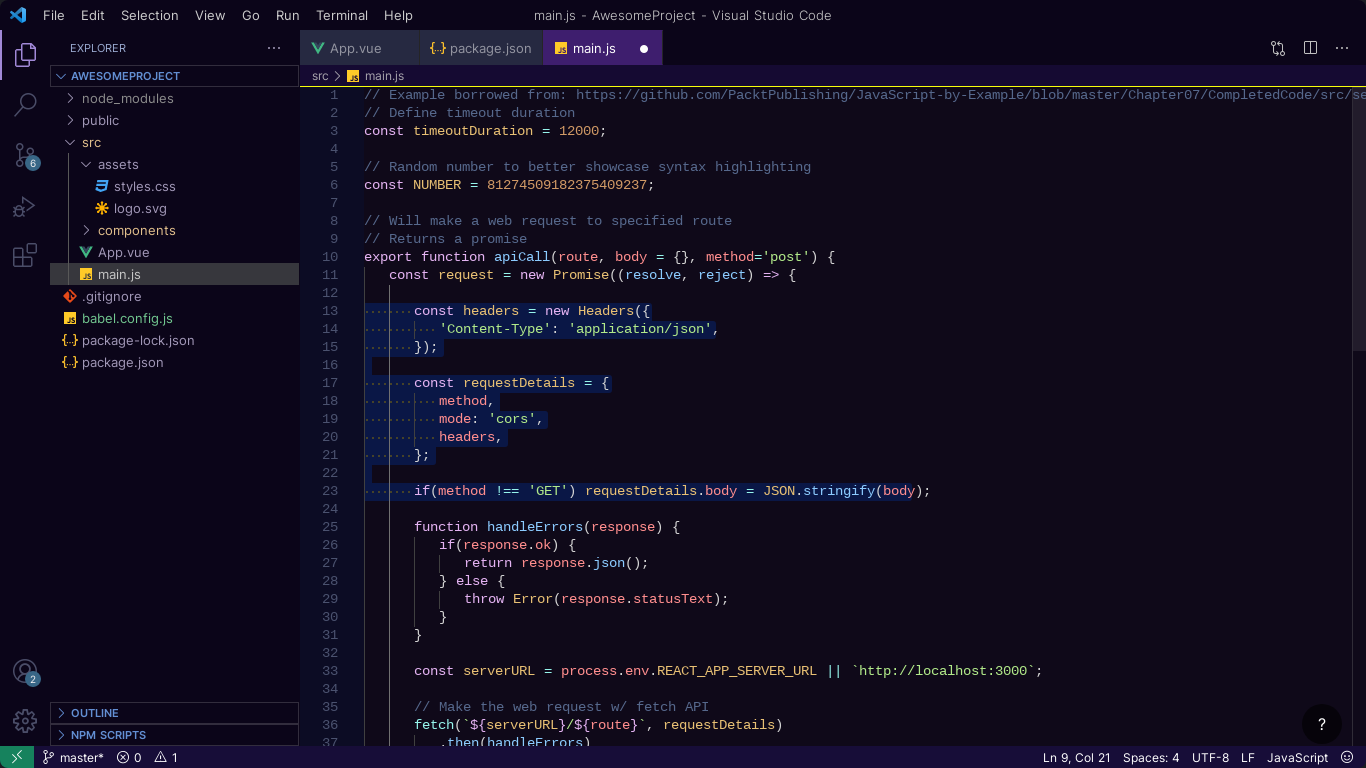 File Edit Selection View Go Run Terminal Help main.js - AwesomeProject - Visual Studio Code
EXPLORER
App.vue package.json main.js
AWESOMEPROJECT
src main.js
node_modules
public
src
assets
styles.css
logo.svg
components
App.vue
main.js
.gitignore
babel.config.js
package-lock.json
package.json
6
2
OUTLINE
NPM SCRIPTS
1 // Example borrowed from: https://github.com/PacktPublishing/JavaScript-by-Example/blob/master/Chapter07/CompletedCode/src/se
2 // Define timeout duration
3 const timeoutDuration = 12000;
4
5 // Random number to better showcase syntax highlighting
6 const NUMBER = 81274509182375409237;
7
8 // Will make a web request to specified route
9 // Returns a promise
10 export function apiCall(route, body = {}, method='post') {
11 const request = new Promise((resolve, reject) => {
12
13 const headers = new Headers({
14 'Content-Type': 'application/json',
15 });
16
17 const requestDetails = {
18 method,
19 mode: 'cors',
20 headers,
21 };
22
23 if(method !== 'GET') requestDetails.body = JSON.stringify(body);
24
25 function handleErrors(response) {
26 if(response.ok) {
27 return response.json();
28 } else {
29 throw Error(response.statusText);
30 }
31 }
32
33 const serverURL = process.env.REACT_APP_SERVER_URL || `http://localhost:3000`;
34
35 // Make the web request w/ fetch API
36 fetch(`${serverURL}/${route}`, requestDetails)
37 .then(handleErrors)
?
master* 0 1 Ln 9, Col 21 Spaces: 4 UTF-8 LF JavaScript